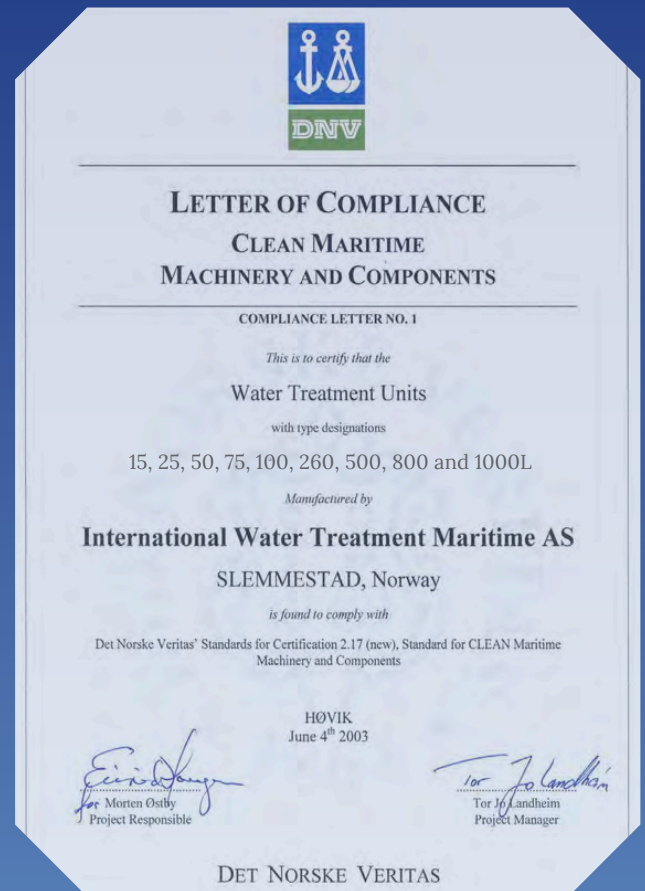 DNV
LETTER OF COMPLIANCE
CLEAN MARITIME
MACHINERY AND COMPONENTS
COMPLIANCE LETTER NO. 1
This is to certify that the
Water Treatment Units
with type designations
15, 25, 50, 75, 100, 260, 500, 800 and 1000L
Manufactured by
International Water Treatment Maritime AS
SLEMMESTAD, Norway
is found to comply with
Det Norske Veritas' Standards for Certification 2.17 (new), Standard for CLEAN Maritime
Machinery and Components
HØVIK
June 4th 2003
for Morten Østby
Project Responsible
Tor Jo Landheim
Tor Jo Landheim
Project Manager
DET NORSKE VERITAS